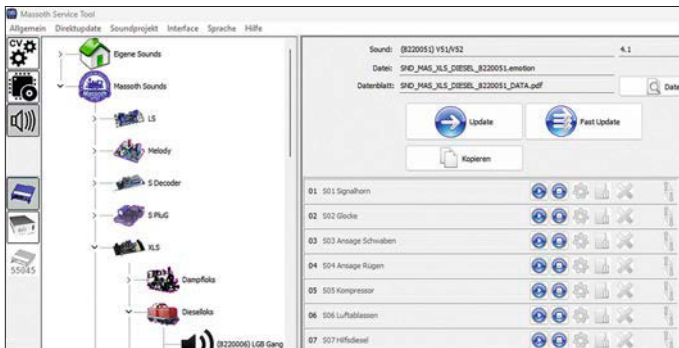 Massoth Service Tool
Allgemein Direktupdate Soundprojekt Interface Sprache Hilfe
CV
Eigene Sounds
Massoth Sounds
LS
Melody
S Decoder
S PluG
XLS
Dampfloks
Dieselloks
(8220006) LGB Gang
55045
Sound: (8220051) V51/V52 4.1
Datei: SND_MAS_XLS_DIESEL_8220051.emotion
Datenblatt: SND_MAS_XLS_DIESEL_8220051_DATA.pdf
Date
Update
Fast Update
Kopieren
01 S01 Signalhorn
02 S02 Glocke
03 S03 Ansage Schwaben
04 S04 Ansage Rügen
05 S05 Kompressor
06 S06 Luftablassen
07 S07 Hilfsdiesel